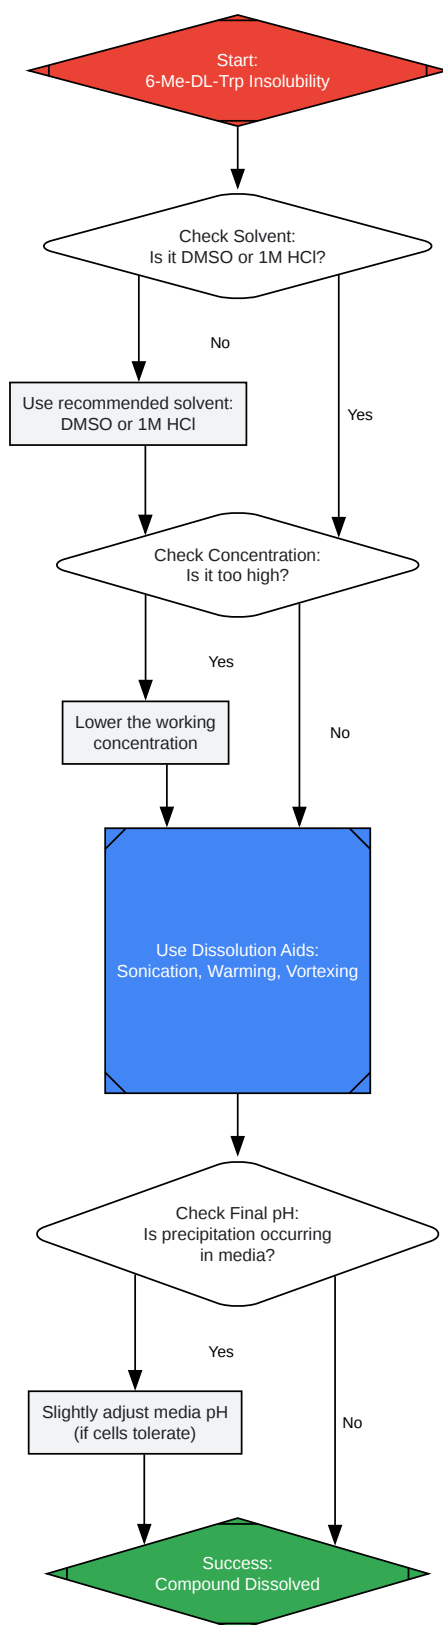 Start:
6-Me-DL-Trp Insolubility
Check Solvent:
Is it DMSO or 1M HCl?
No
Use recommended solvent:
DMSO or 1M HCl
Yes
Check Concentration:
Is it too high?
Yes
Lower the working
concentration
No
Use Dissolution Aids:
Sonication, Warming, Vortexing
Check Final pH:
Is precipitation occurring
in media?
Yes
Slightly adjust media pH
(if cells tolerate)
No
Success:
Compound Dissolved